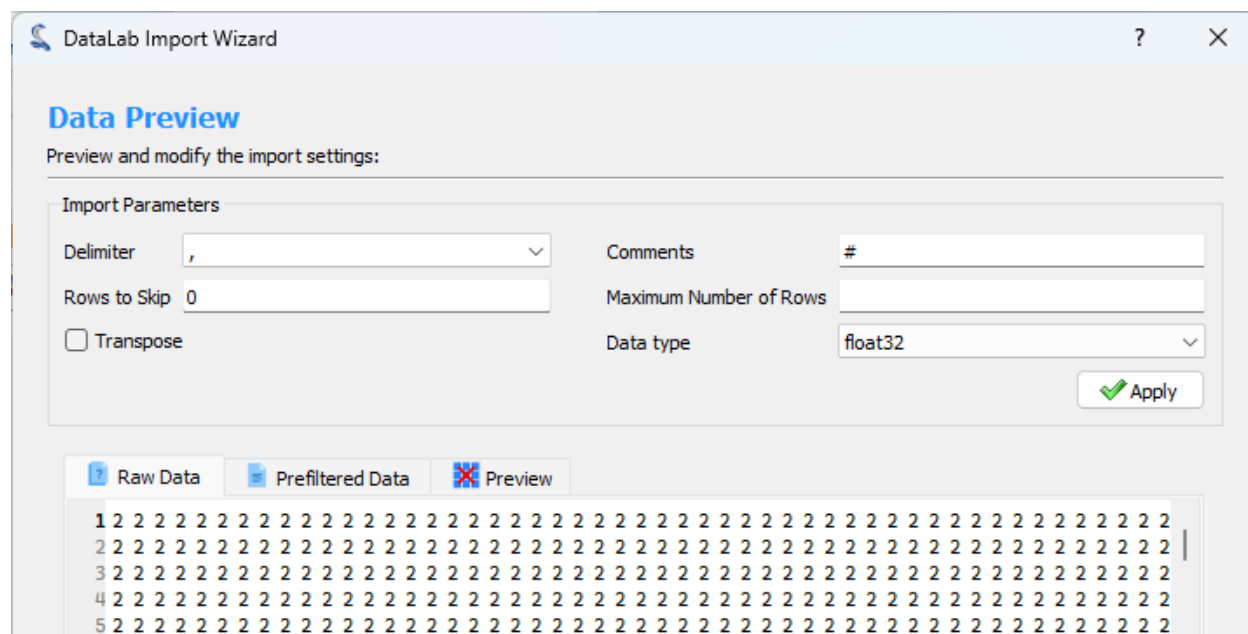 DataLab Import Wizard ? ×
Data Preview
Preview and modify the import settings:
Import Parameters
Delimiter , Comments #
Rows to Skip 0 Maximum Number of Rows
Transpose Data type float32
Apply
Raw Data Prefiltered Data Preview
1 2 2 2 2 2 2 2 2 2 2 2 2 2 2 2 2 2 2 2 2 2 2 2 2 2 2 2 2 2 2 2 2 2 2 2 2 2 2 2 2 2 2 2 2 2 2 2 2 2 2 2
2 2 2 2 2 2 2 2 2 2 2 2 2 2 2 2 2 2 2 2 2 2 2 2 2 2 2 2 2 2 2 2 2 2 2 2 2 2 2 2 2 2 2 2 2 2 2 2 2 2 2 2
3 2 2 2 2 2 2 2 2 2 2 2 2 2 2 2 2 2 2 2 2 2 2 2 2 2 2 2 2 2 2 2 2 2 2 2 2 2 2 2 2 2 2 2 2 2 2 2 2 2 2 2
4 2 2 2 2 2 2 2 2 2 2 2 2 2 2 2 2 2 2 2 2 2 2 2 2 2 2 2 2 2 2 2 2 2 2 2 2 2 2 2 2 2 2 2 2 2 2 2 2 2 2 2
5 2 2 2 2 2 2 2 2 2 2 2 2 2 2 2 2 2 2 2 2 2 2 2 2 2 2 2 2 2 2 2 2 2 2 2 2 2 2 2 2 2 2 2 2 2 2 2 2 2 2 2